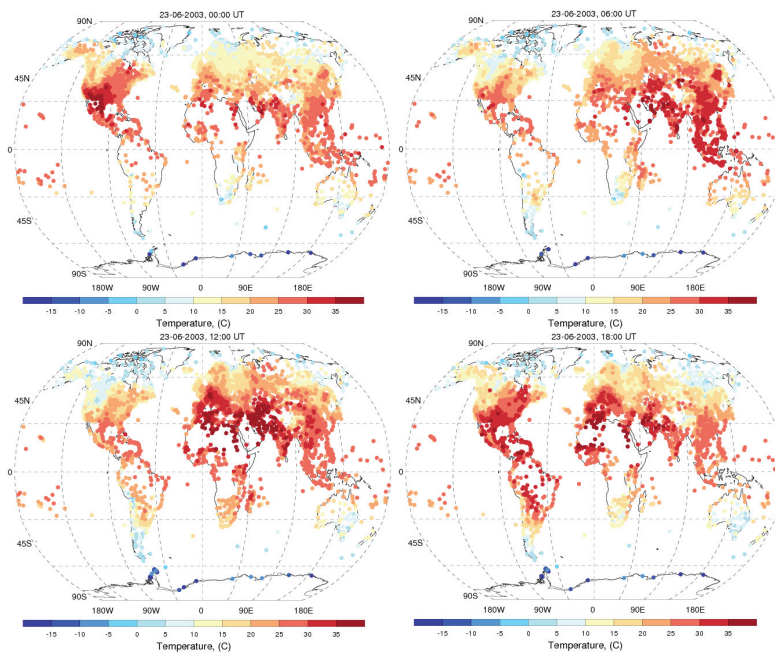 23-06-2003, 00:00 UT
23-06-2003, 06:00 UT
90N
45N
0
45S
90S
180W 90W 0 90E 180E
-15 -10 -5 0 5 10 15 20 25 30 35
Temperature, (C)
90N
45N
0
45S
90S
180W 90W 0 90E 180E
-15 -10 -5 0 5 10 15 20 25 30 35
Temperature, (C)
23-06-2003, 12:00 UT
23-06-2003, 18:00 UT
90N
45N
0
45S
90S
180W 90W 0 90E 180E
-15 -10 -5 0 5 10 15 20 25 30 35
Temperature, (C)
90N
45N
0
45S
90S
180W 90W 0 90E 180E
-15 -10 -5 0 5 10 15 20 25 30 35
Temperature, (C)